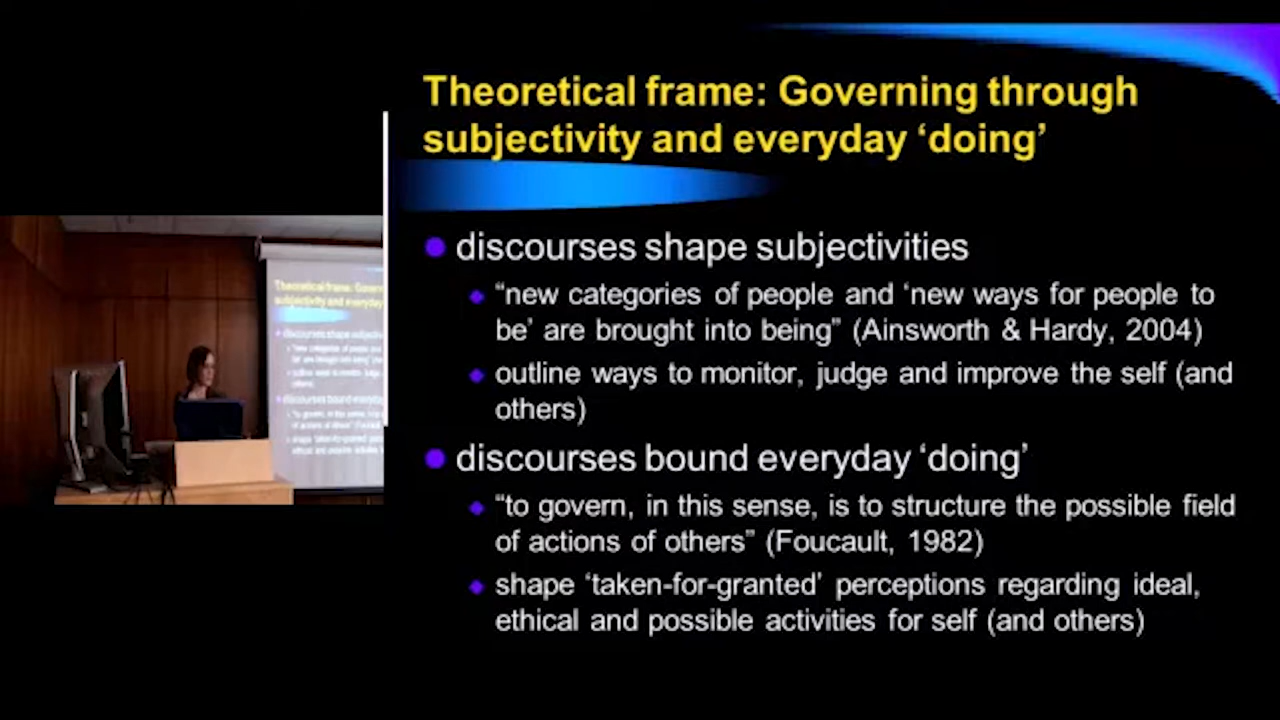 Theoretical frame: Governing through
subjectivity and everyday ‘doing’
discourses shape subjectivities
“new categories of people and ‘new ways for people to
be’ are brought into being” (Ainsworth & Hardy, 2004)
outline ways to monitor, judge and improve the self (and
others)
discourses bound everyday ‘doing’
“to govern, in this sense, is to structure the possible field
of actions of others” (Foucault, 1982)
shape ‘taken-for-granted’ perceptions regarding ideal,
ethical and possible activities for self (and others)